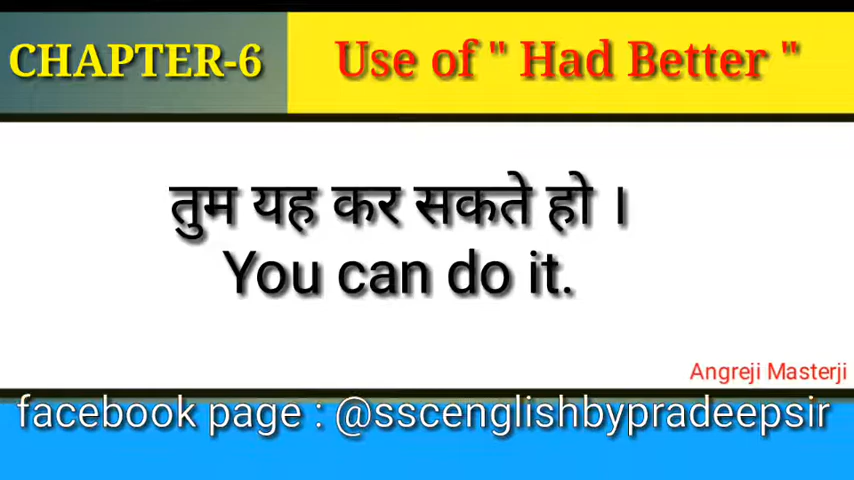 CHAPTER-6
Use of " Had Better "
तुम यह कर सकते हो ।
You can do it.
Angreji Masterji
facebook page : @sscenglishbypradeepsir